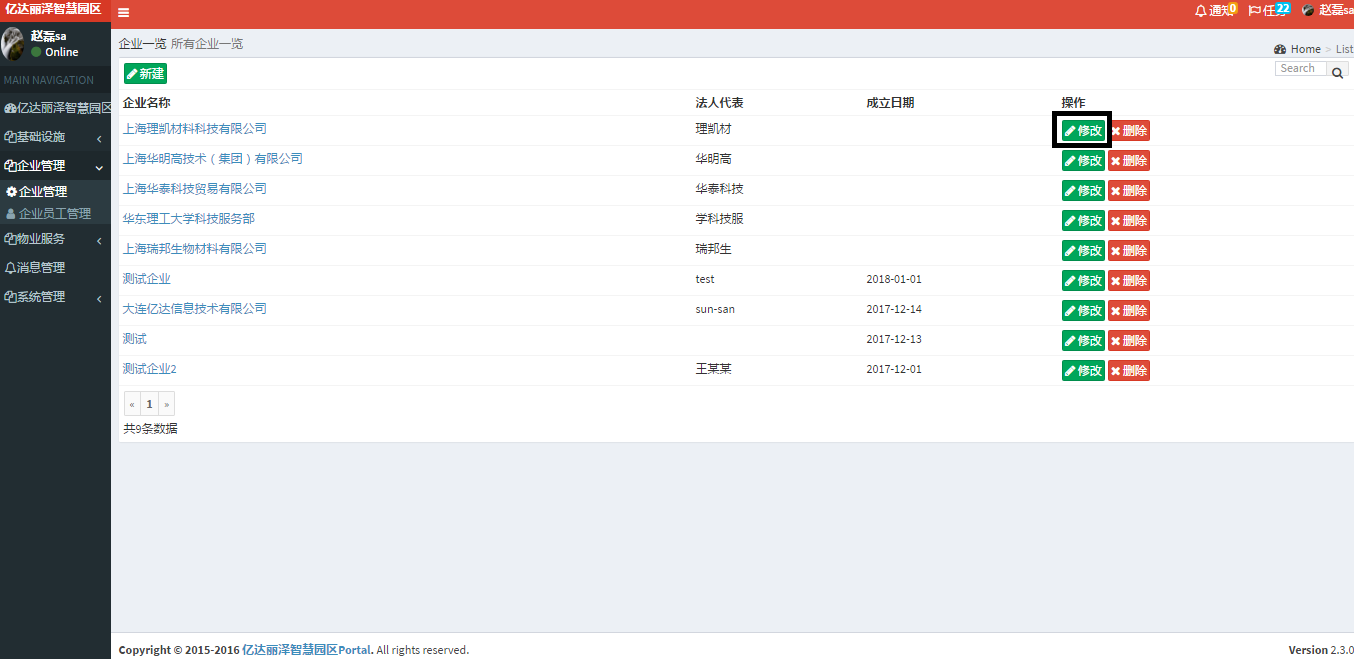 亿达丽泽智慧园区
通知 0 任务 22 赵磊sa
赵磊sa
Online
MAIN NAVIGATION
亿达丽泽智慧园区
基础设施
企业管理
企业管理
企业员工管理
物业服务
消息管理
系统管理
企业一览 所有企业一览
Home > List
新建
Search
企业名称 法人代表 成立日期 操作
上海理凯材料科技有限公司 理凯材 修改 删除
上海华明高技术（集团）有限公司 华明高 修改 删除
上海华泰科技贸易有限公司 华泰科技 修改 删除
华东理工大学科技服务部 学科技服 修改 删除
上海瑞邦生物材料有限公司 瑞邦生 修改 删除
测试企业 test 2018-01-01 修改 删除
大连亿达信息技术有限公司 sun-san 2017-12-14 修改 删除
测试 2017-12-13 修改 删除
测试企业2 王某某 2017-12-01 修改 删除
« 1 »
共9条数据
Copyright © 2015-2016 亿达丽泽智慧园区Portal. All rights reserved.
Version 2.3.0